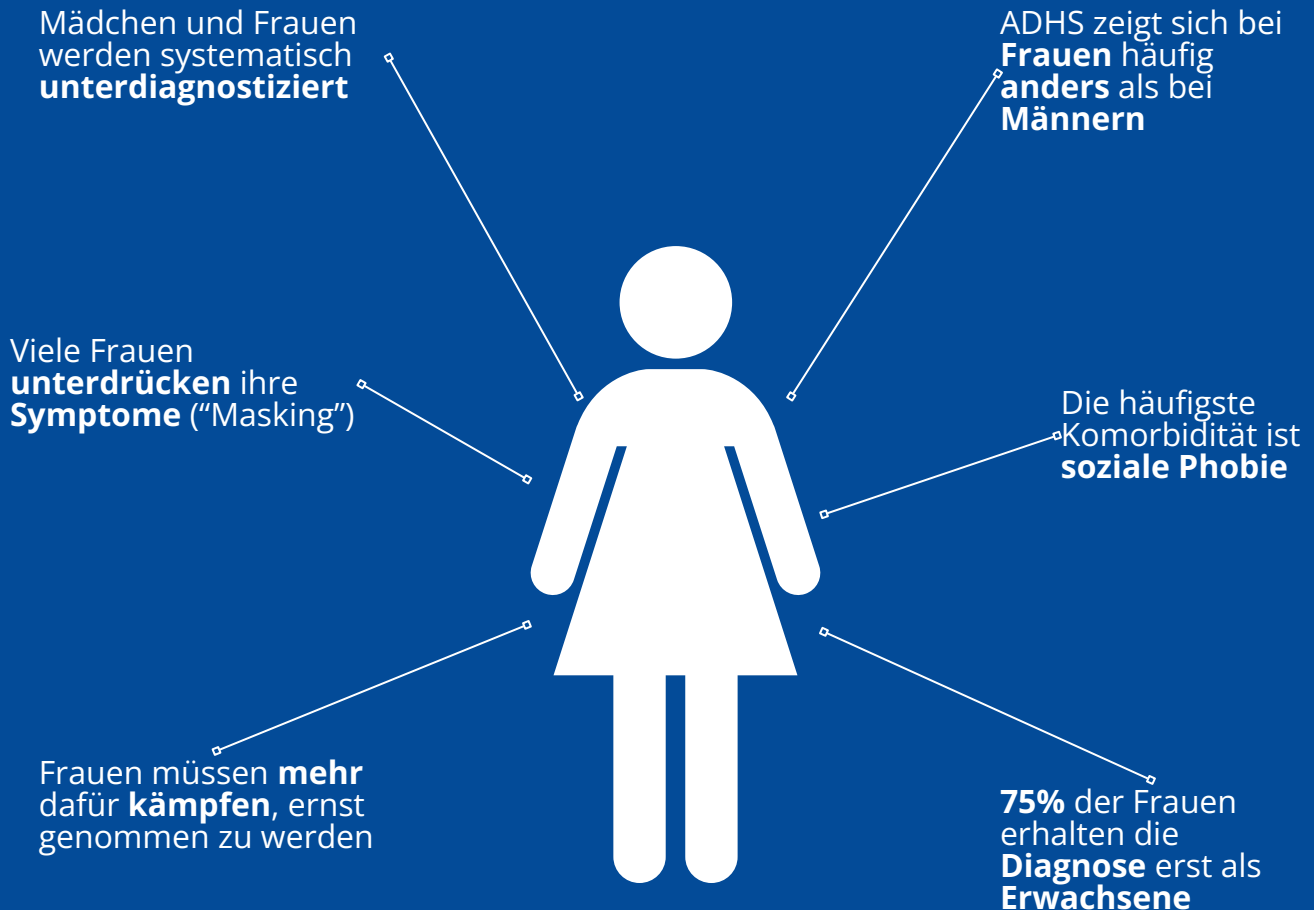 Mädchen und Frauen
werden systematisch
unterdiagnostiziert
ADHS zeigt sich bei
Frauen häufig
anders als bei
Männern
Viele Frauen
unterdrücken ihre
Symptome (“Masking”)
Die häufigste
Komorbidität ist
soziale Phobie
Frauen müssen mehr
dafür kämpfen, ernst
genommen zu werden
75% der Frauen
erhalten die
Diagnose erst als
Erwachsene